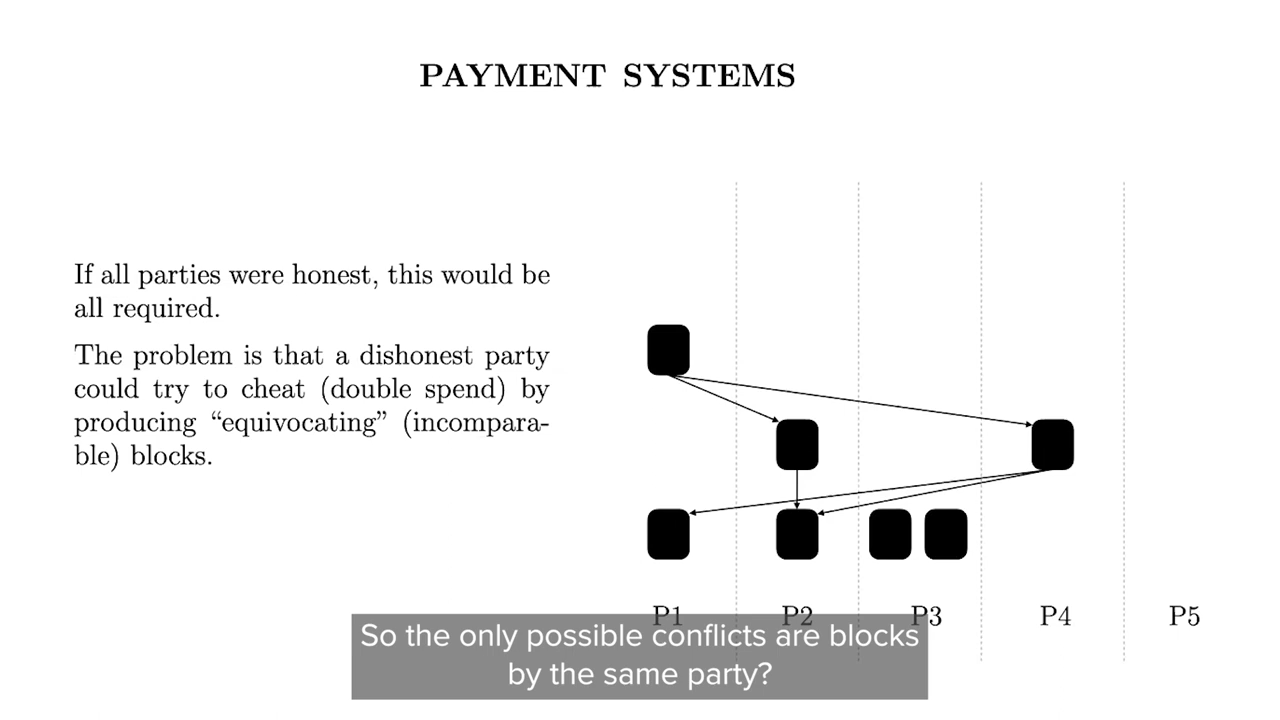 PAYMENT SYSTEMS
If all parties were honest, this would be
all required.
The problem is that a dishonest party
could try to cheat (double spend) by
producing “equivocating” (incompara-
ble) blocks.
P1 P2 P3 P4 P5
So the only possible conflicts are blocks
by the same party?